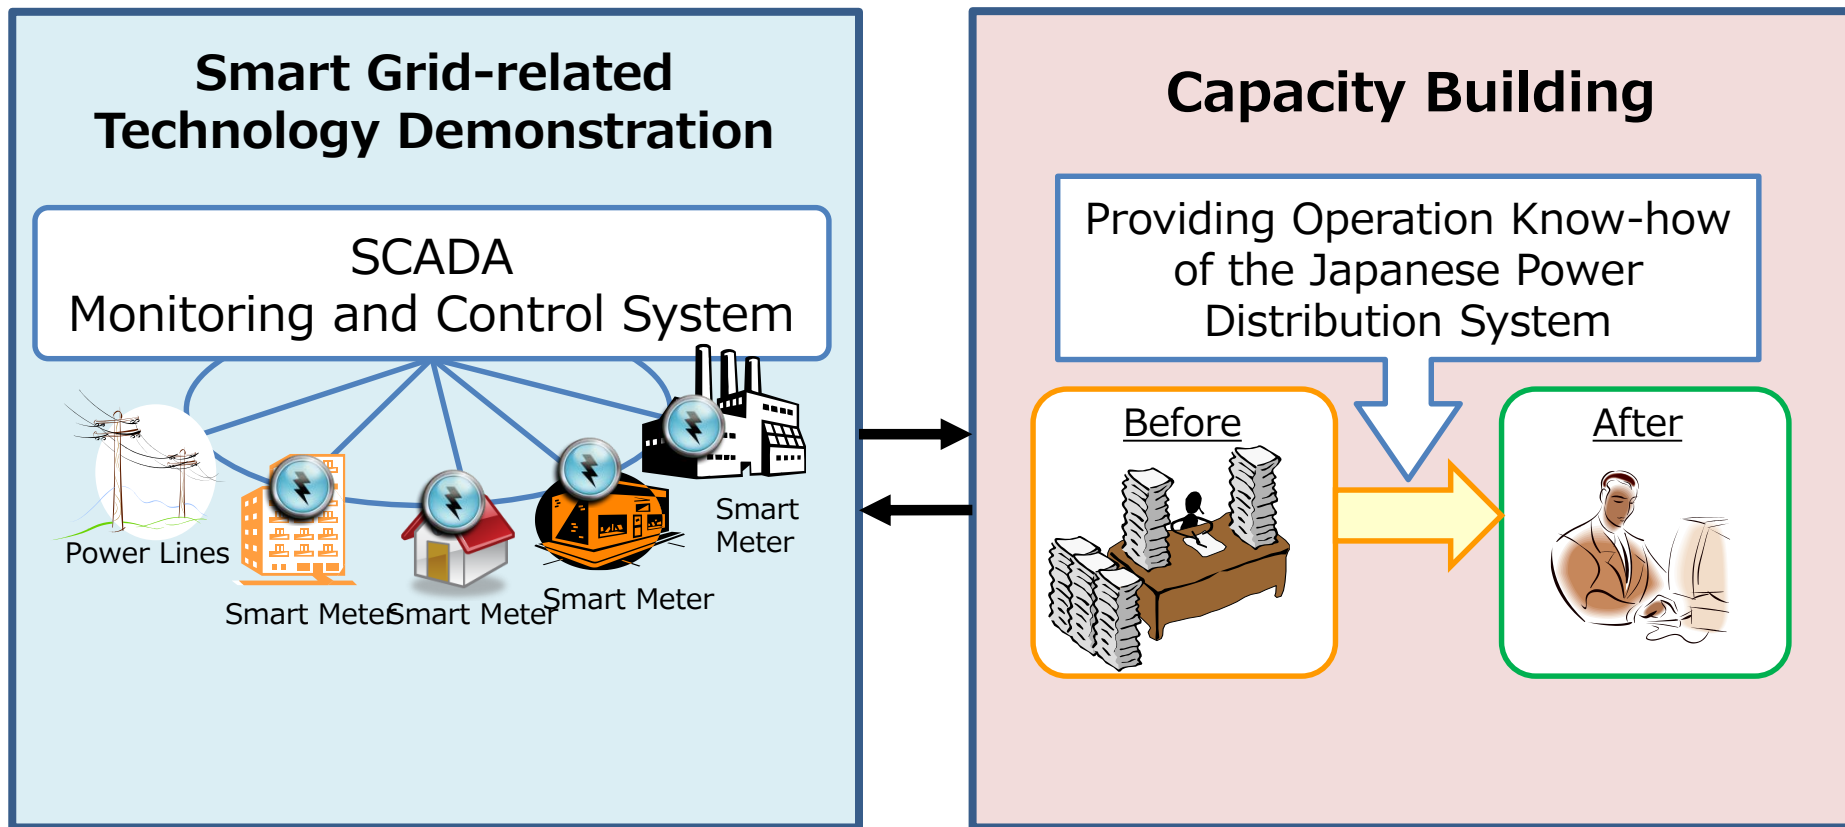 Smart Grid-related
Technology Demonstration
SCADA
Monitoring and Control System
Power Lines
Smart Meter
Smart Meter
Smart Meter
Smart
Meter
Capacity Building
Providing Operation Know-how
of the Japanese Power
Distribution System
Before
After